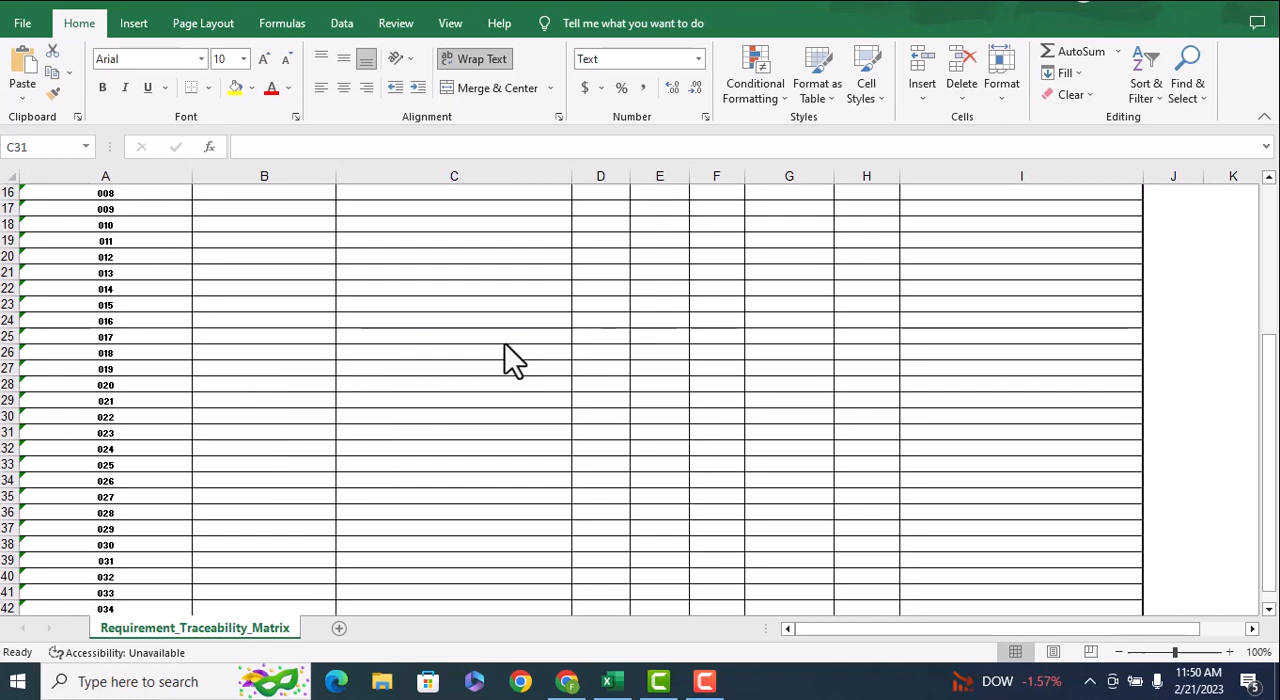 File Home Insert Page Layout Formulas Data Review View Help Tell me what you want to do
Paste
Clipboard
Arial 10
B I U A
Font
ab Wrap Text
Merge & Center
Alignment
Text
$ % , .00
Number
Conditional Formatting
Format as Table
Cell Styles
Styles
Insert
Delete
Format
Cells
AutoSum
Fill
Clear
Sort & Filter
Find & Select
Editing
C31 fx
A B C D E F G H I J K
16 008
17 009
18 010
19 011
20 012
21 013
22 014
23 015
24 016
25 017
26 018
27 019
28 020
29 021
30 022
31 023
32 024
33 025
34 026
35 027
36 028
37 029
38 030
39 031
40 032
41 033
42 034
Requirement_Traceability_Matrix
Ready Accessibility: Unavailable 100%
Type here to search
DOW -1.57%
11:50 AM
2/21/2023
5